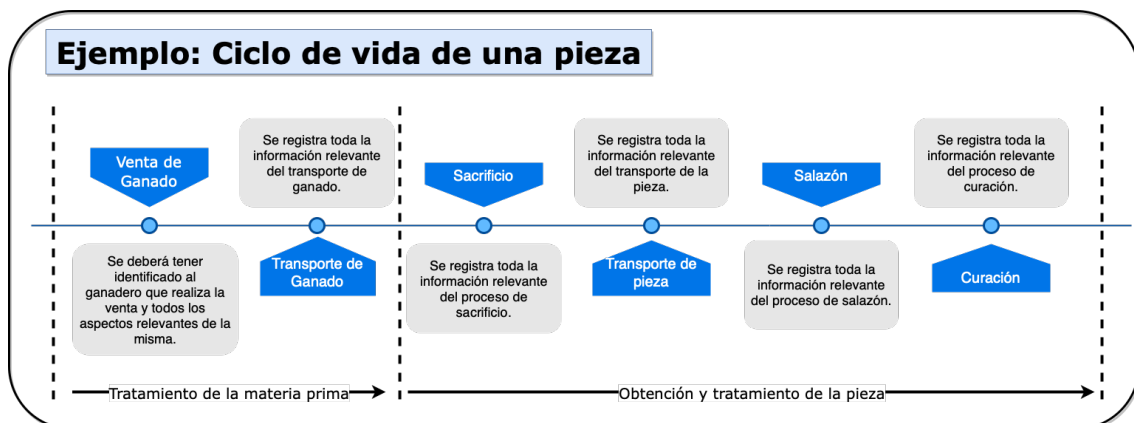 Ejemplo: Ciclo de vida de una pieza
Venta de
Ganado
Se deberá tener
identificado al
ganadero que realiza la
venta y todos los
aspectos relevantes de la
misma.
Se registra toda la
información relevante
del transporte de
ganado.
Transporte de
Ganado
Sacrificio
Se registra toda la
información relevante
del proceso de
sacrificio.
Se registra toda la
información relevante
del transporte de la
pieza.
Transporte de
pieza
Salazón
Se registra toda la
información relevante
del proceso de salazón.
Se registra toda la
información relevante
del proceso de
curación.
Curación
Tratamiento de la materia prima
Obtención y tratamiento de la pieza